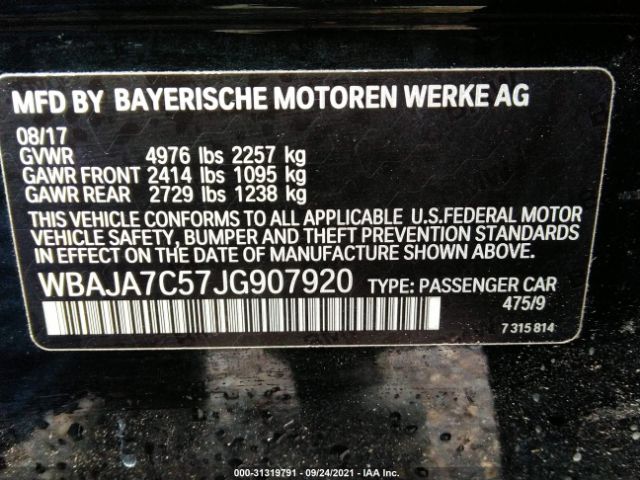 MFD BY BAYERISCHE MOTOREN WERKE AG
08/17
GVWR 4976 lbs 2257 kg
GAWR FRONT 2414 lbs 1095 kg
GAWR REAR 2729 lbs 1238 kg
THIS VEHICLE CONFORMS TO ALL APPLICABLE U.S.FEDERAL MOTOR
VEHICLE SAFETY, BUMPER AND THEFT PREVENTION STANDARDS
IN EFFECT ON THE DATE OF MANUFACTURE SHOWN ABOVE.
WBAJA7C57JG907920 TYPE: PASSENGER CAR
475/9
7 315 814
000-31319791 - 09/24/2021 - IAA Inc.